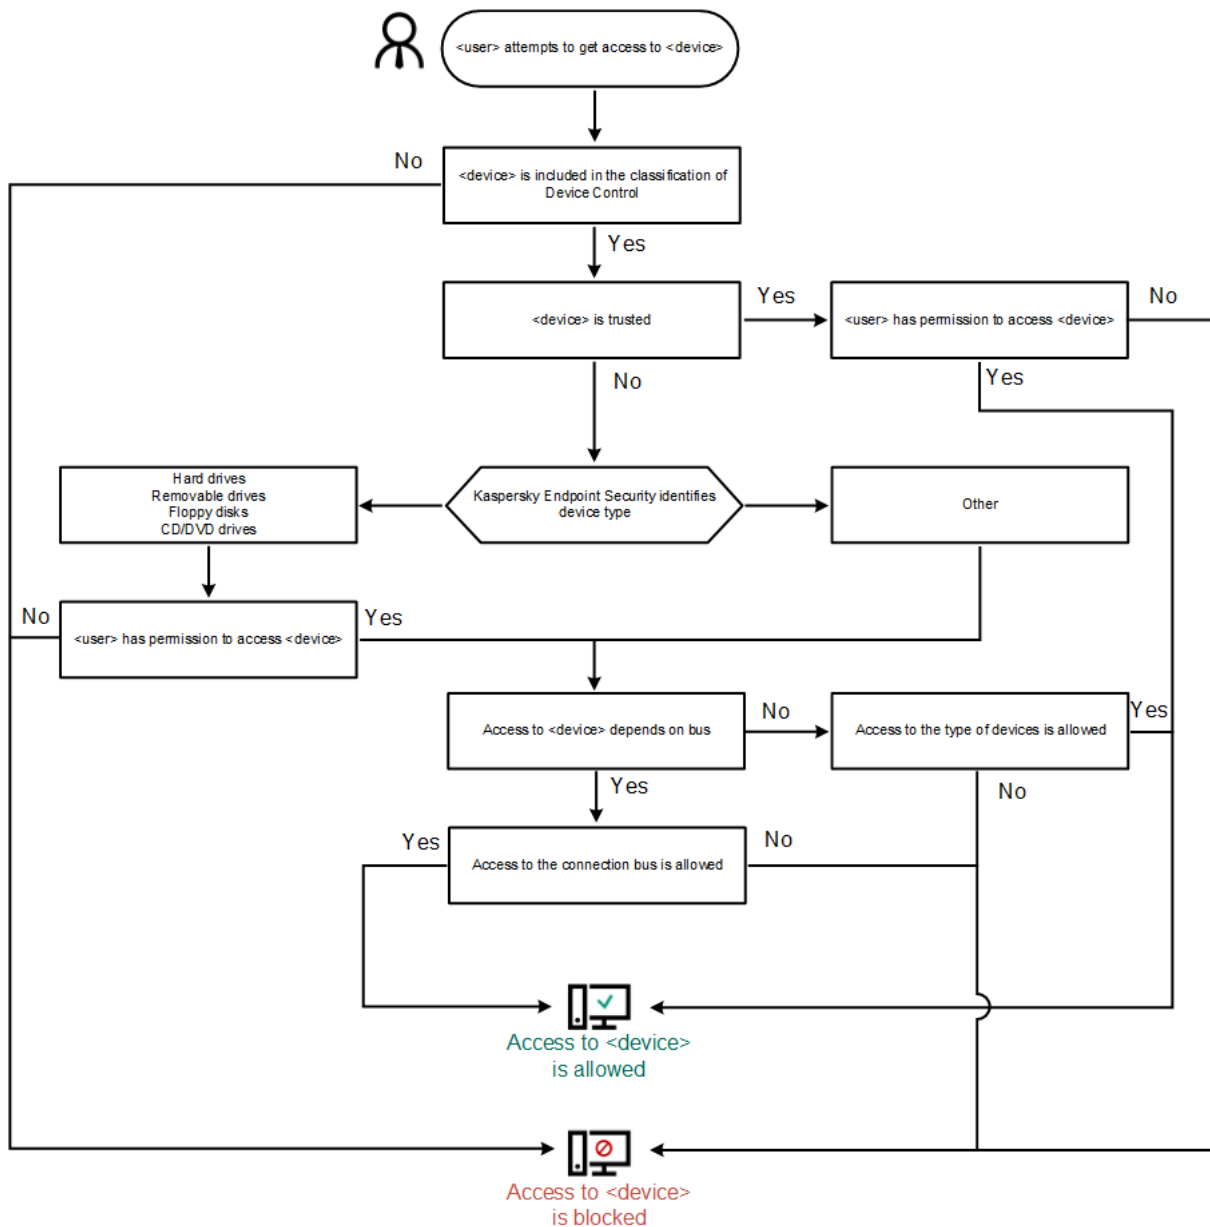 <user> attempts to get access to <device>
No
<device> is included in the classification of
Device Control
Yes
<device> is trusted
Yes
<user> has permission to access <device>
No
No
Yes
Hard drives
Removable drives
Floppy disks
CD/DVD drives
Kaspersky Endpoint Security identifies
device type
Other
No
<user> has permission to access <device>
Yes
Access to <device> depends on bus
No
Access to the type of devices is allowed
Yes
Yes
No
Yes
Access to the connection bus is allowed
No
Access to <device>
is allowed
Access to <device>
is blocked